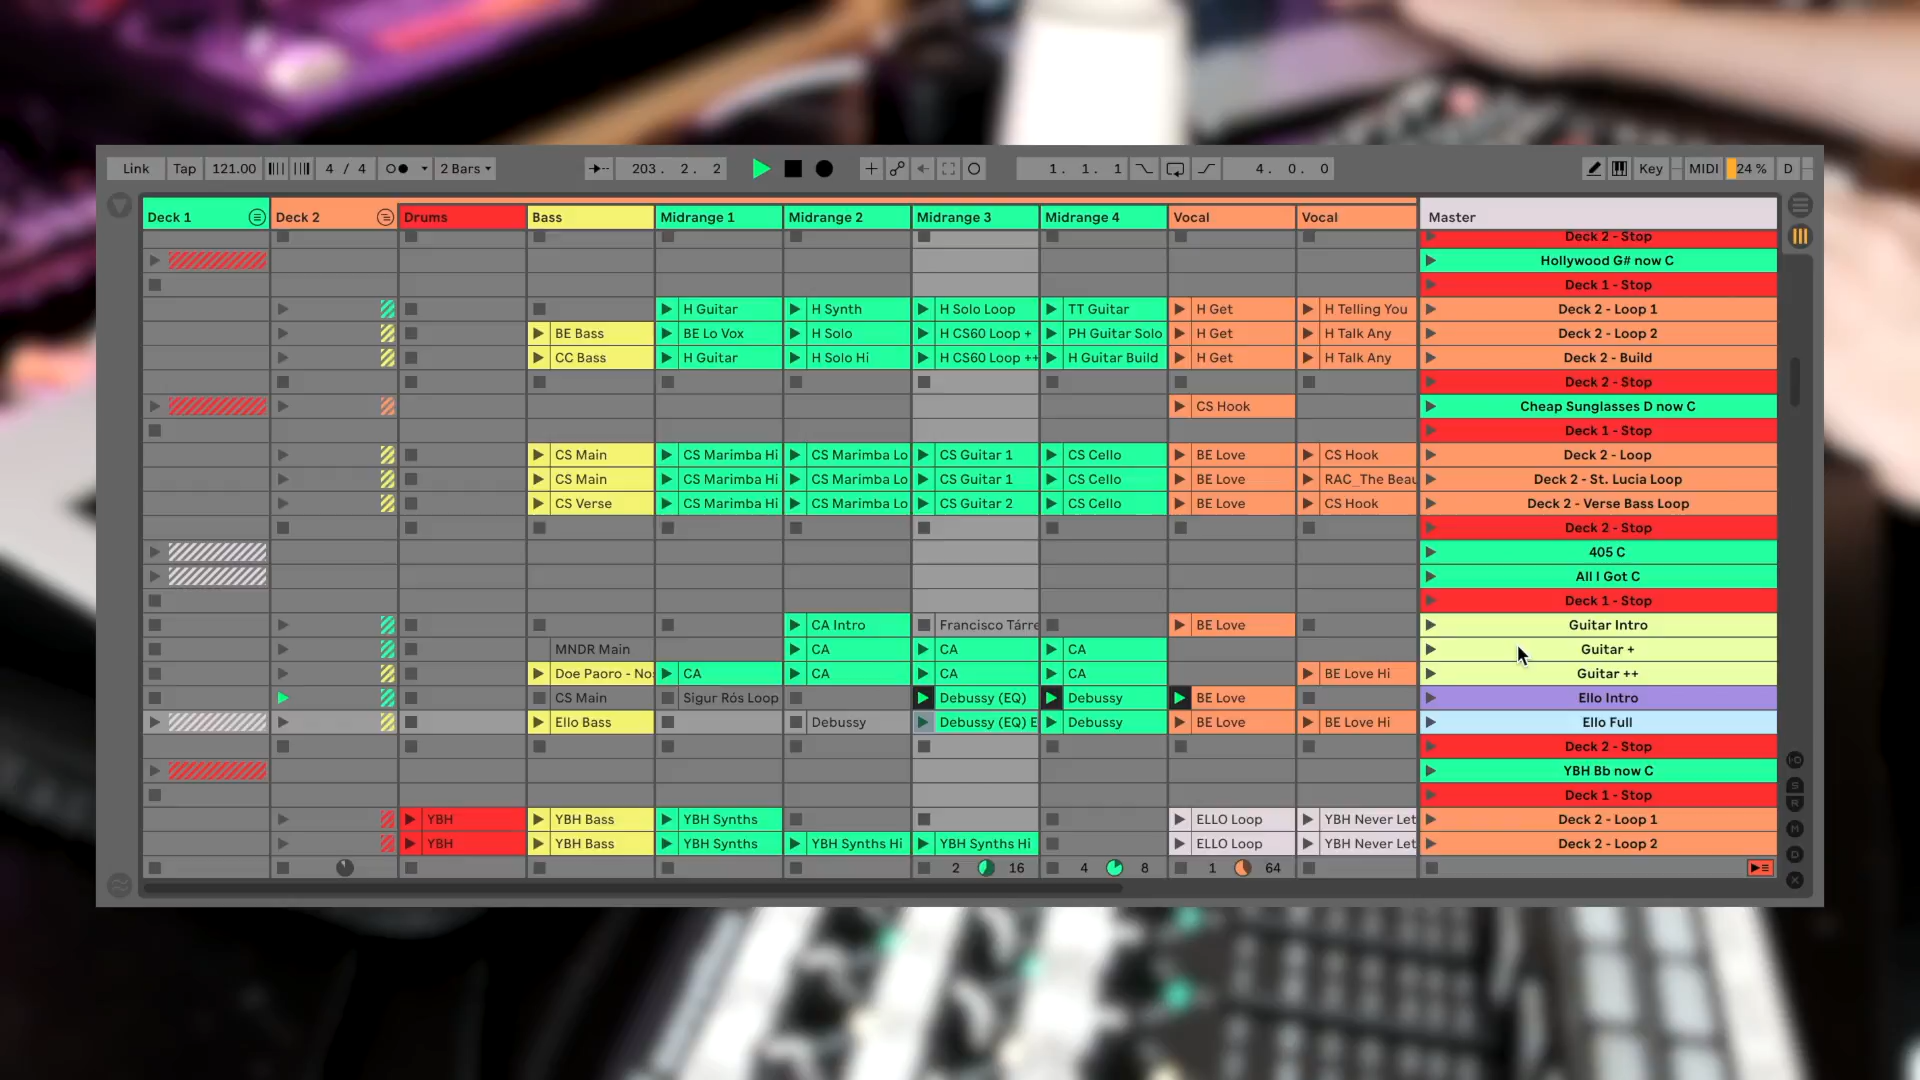 Link Tap 121.00 4 / 4 2 Bars 203. 2. 2 1. 1. 1 4. 0. 0 Key MIDI 24 % D
Deck 1 Deck 2 Drums Bass Midrange 1 Midrange 2 Midrange 3 Midrange 4 Vocal Vocal Master
Deck 2 - Stop
Hollywood G# now C
Deck 1 - Stop
H Guitar H Synth H Solo Loop TT Guitar H Get H Telling You Deck 2 - Loop 1
BE Bass BE Lo Vox H Solo H CS60 Loop + PH Guitar Solo H Get H Talk Any Deck 2 - Loop 2
CC Bass H Guitar H Solo Hi H CS60 Loop ++ H Guitar Build H Get H Talk Any Deck 2 - Build
Deck 2 - Stop
CS Hook Cheap Sunglasses D now C
Deck 1 - Stop
CS Main CS Marimba Hi CS Marimba Lo CS Guitar 1 CS Cello BE Love CS Hook Deck 2 - Loop
CS Main CS Marimba Hi CS Marimba Lo CS Guitar 1 CS Cello BE Love RAC_The Beau Deck 2 - St. Lucia Loop
CS Verse CS Marimba Hi CS Marimba Lo CS Guitar 2 CS Cello BE Love CS Hook Deck 2 - Verse Bass Loop
Deck 2 - Stop
405 C
All I Got C
Deck 1 - Stop
CA Intro Francisco Tárre BE Love Guitar Intro
MNDR Main CA CA CA Guitar +
Doe Paoro - No CA CA CA CA BE Love Hi Guitar ++
CS Main Sigur Rós Loop Debussy (EQ) Debussy BE Love Ello Intro
Ello Bass Debussy Debussy (EQ) E Debussy BE Love BE Love Hi Ello Full
Deck 2 - Stop
YBH Bb now C
Deck 1 - Stop
YBH YBH Bass YBH Synths ELLO Loop YBH Never Let Deck 2 - Loop 1
YBH YBH Bass YBH Synths YBH Synths Hi YBH Synths Hi ELLO Loop YBH Never Let Deck 2 - Loop 2
2 16 4 8 1 64